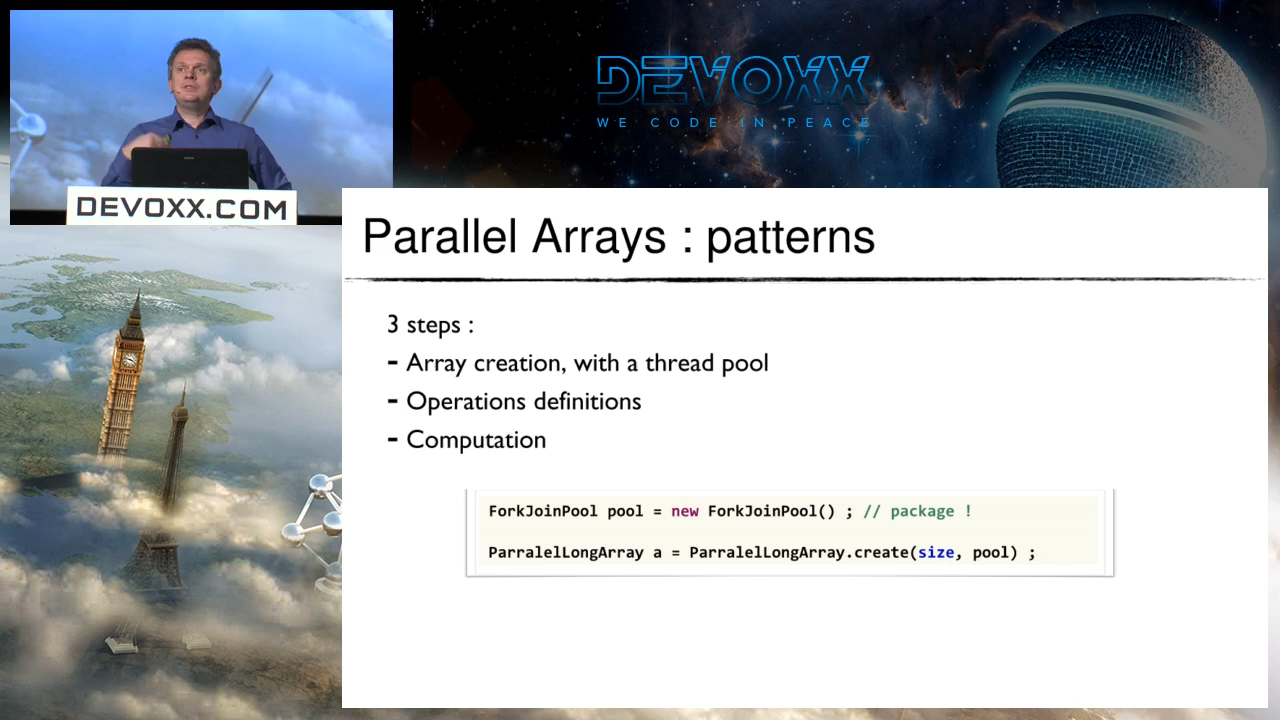 DEVOXX
WE CODE IN PEACE
DEVOXX.COM
Parallel Arrays : patterns
3 steps :
- Array creation, with a thread pool
- Operations definitions
- Computation
ForkJoinPool pool = new ForkJoinPool() ; // package !
ParralelLongArray a = ParralelLongArray.create(size, pool) ;